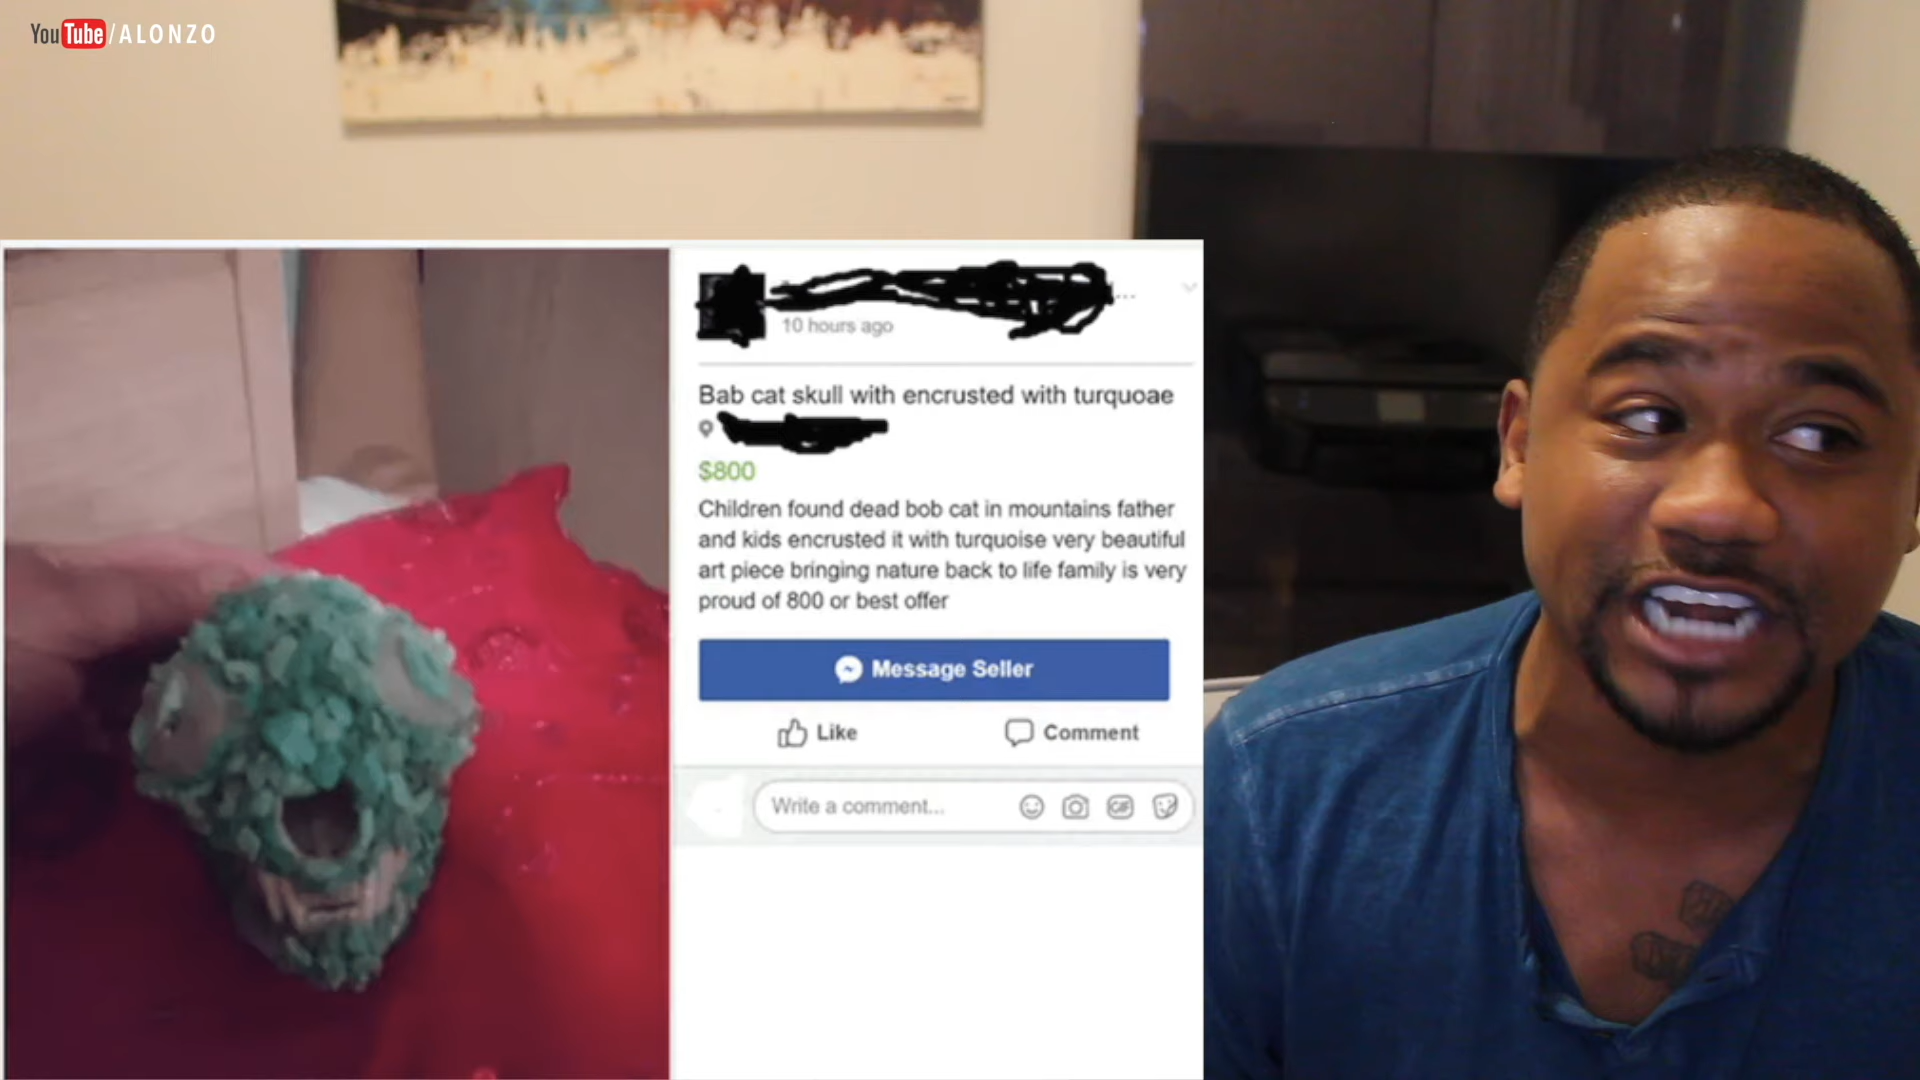 YouTube/ALONZO
...
10 hours ago
Bab cat skull with encrusted with turquoae
$800
Children found dead bob cat in mountains father
and kids encrusted it with turquoise very beautiful
art piece bringing nature back to life family is very
proud of 800 or best offer
Message Seller
Like Comment
Write a comment... GIF